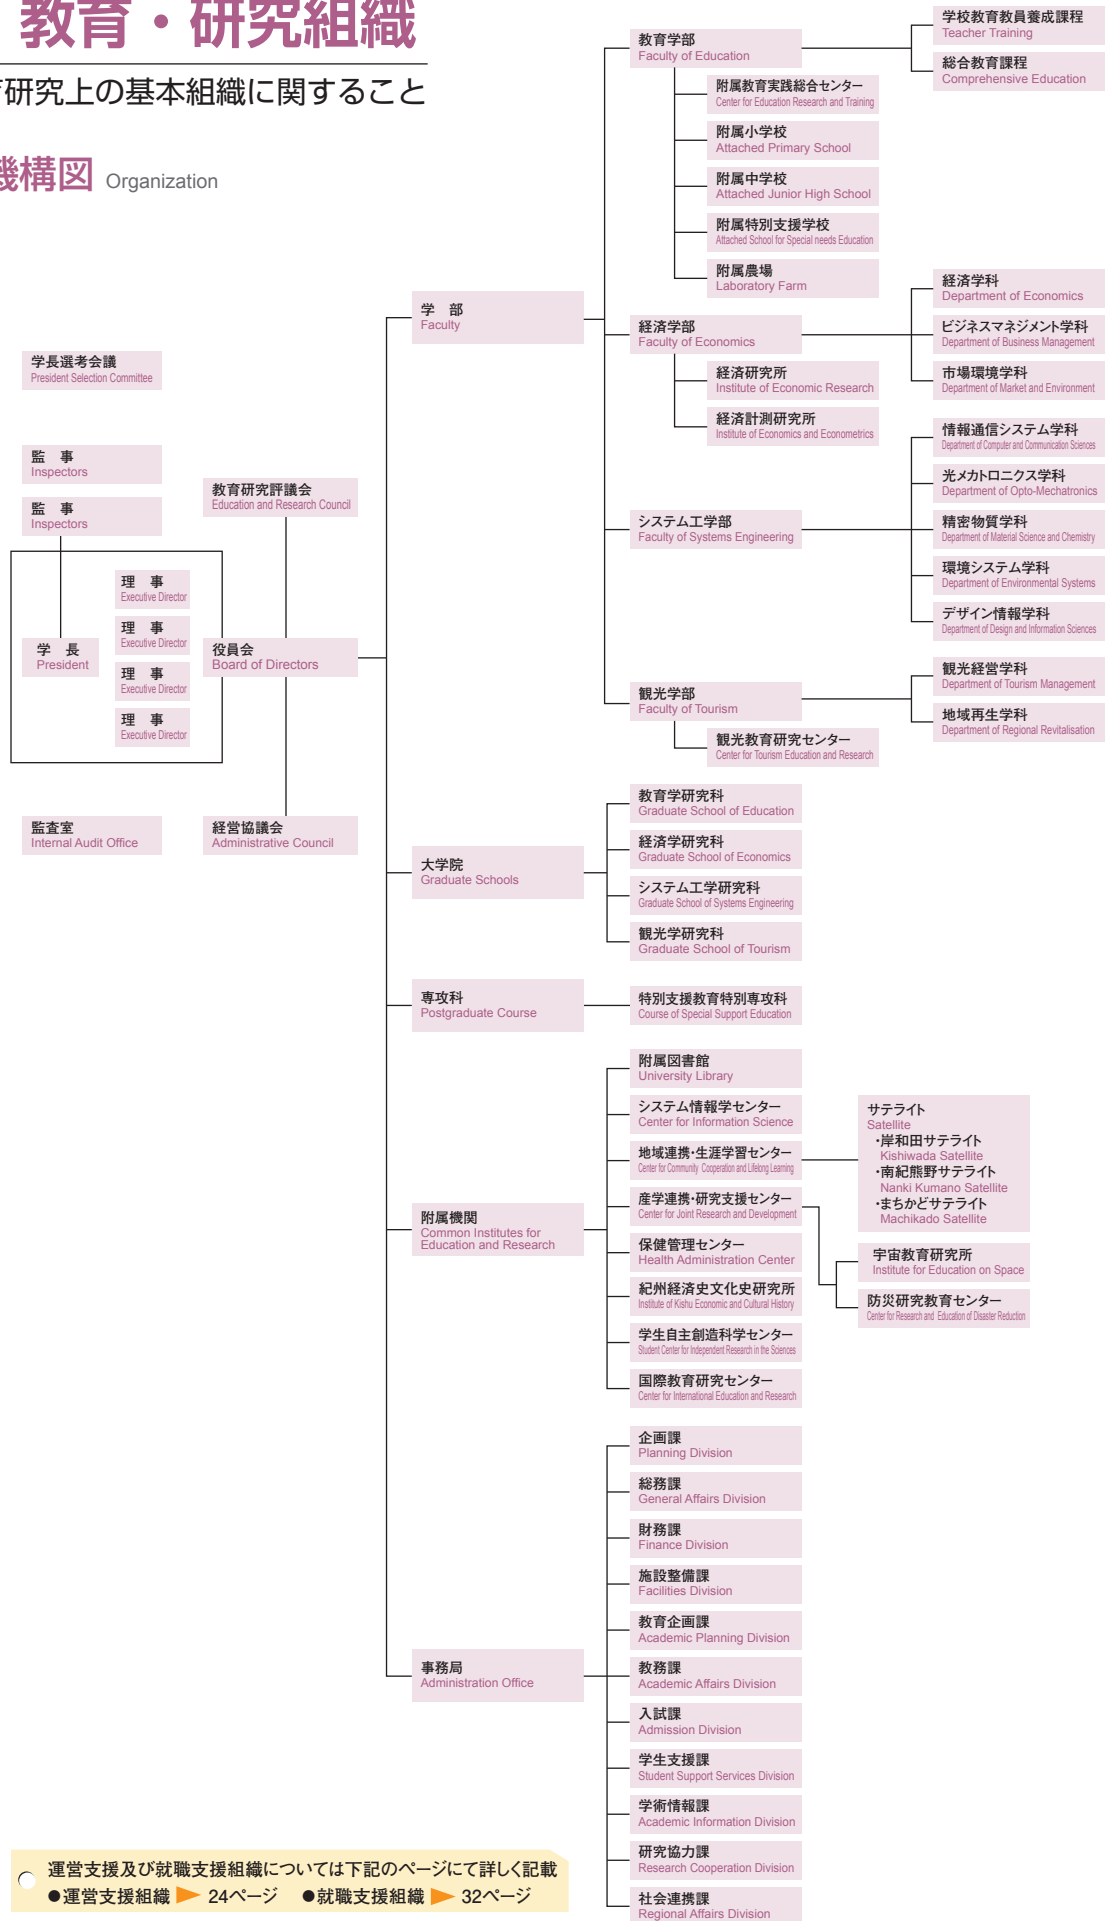 教育・研究組織
育研究上の基本組織に関すること
機構図 Organization
学長選考会議
President Selection Committee
監 事
Inspectors
監 事
Inspectors
学 長
President
理 事
Executive Director
理 事
Executive Director
理 事
Executive Director
理 事
Executive Director
監査室
Internal Audit Office
教育研究評議会
Education and Research Council
役員会
Board of Directors
経営協議会
Administrative Council
学 部
Faculty
教育学部
Faculty of Education
附属教育実践総合センター
Center for Education Research and Training
附属小学校
Attached Primary School
附属中学校
Attached Junior High School
附属特別支援学校
Attached School for Special needs Education
附属農場
Laboratory Farm
学校教育教員養成課程
Teacher Training
総合教育課程
Comprehensive Education
経済学部
Faculty of Economics
経済研究所
Institute of Economic Research
経済計測研究所
Institute of Economics and Econometrics
経済学科
Department of Economics
ビジネスマネジメント学科
Department of Business Management
市場環境学科
Department of Market and Environment
システム工学部
Faculty of Systems Engineering
情報通信システム学科
Department of Computer and Communication Sciences
光メカトロニクス学科
Department of Opto-Mechatronics
精密物質学科
Department of Material Science and Chemistry
環境システム学科
Department of Environmental Systems
デザイン情報学科
Department of Design and Information Sciences
観光学部
Faculty of Tourism
観光教育研究センター
Center for Tourism Education and Research
観光経営学科
Department of Tourism Management
地域再生学科
Department of Regional Revitalisation
大学院
Graduate Schools
教育学研究科
Graduate School of Education
経済学研究科
Graduate School of Economics
システム工学研究科
Graduate School of Systems Engineering
観光学研究科
Graduate School of Tourism
専攻科
Postgraduate Course
特別支援教育特別専攻科
Course of Special Support Education
附属機関
Common Institutes for
Education and Research
附属図書館
University Library
システム情報学センター
Center for Information Science
地域連携・生涯学習センター
Center for Community Cooperation and Lifelong Learning
産学連携・研究支援センター
Center for Joint Research and Development
保健管理センター
Health Administration Center
紀州経済史文化史研究所
Institute of Kishu Economic and Cultural History
学生自主創造科学センター
Student Center for Independent Research in the Sciences
国際教育研究センター
Center for International Education and Research
サテライト
Satellite
・岸和田サテライト
Kishiwada Satellite
・南紀熊野サテライト
Nanki Kumano Satellite
・まちかどサテライト
Machikado Satellite
宇宙教育研究所
Institute for Education on Space
防災研究教育センター
Center for Research and Education of Disaster Reduction
事務局
Administration Office
企画課
Planning Division
総務課
General Affairs Division
財務課
Finance Division
施設整備課
Facilities Division
教育企画課
Academic Planning Division
教務課
Academic Affairs Division
入試課
Admission Division
学生支援課
Student Support Services Division
学術情報課
Academic Information Division
研究協力課
Research Cooperation Division
社会連携課
Regional Affairs Division
運営支援及び就職支援組織については下記のページにて詳しく記載
●運営支援組織 ▶ 24ページ ●就職支援組織 ▶ 32ページ